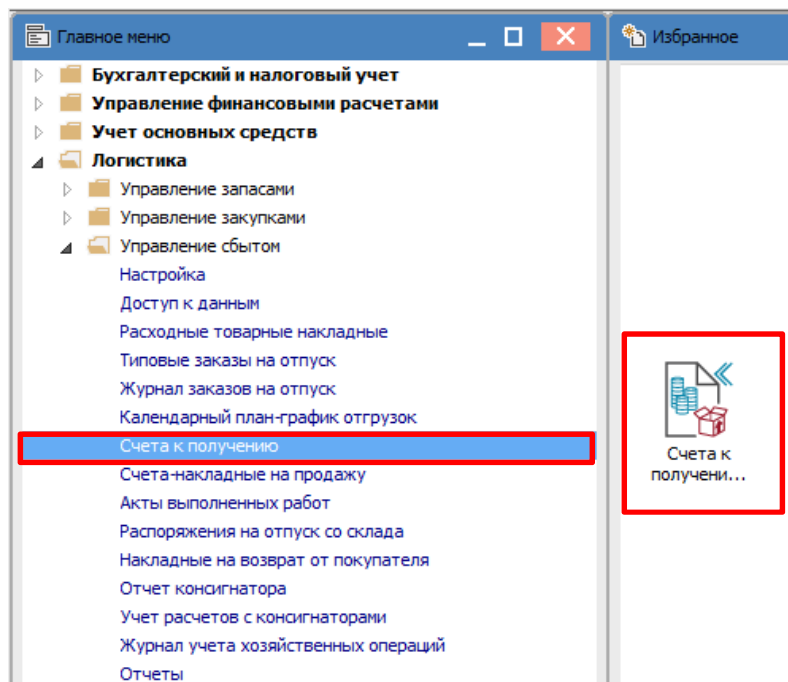 Главное меню
Избранное
Бухгалтерский и налоговый учет
Управление финансовыми расчетами
Учет основных средств
Логистика
Управление запасами
Управление закупками
Управление сбытом
Настройка
Доступ к данным
Расходные товарные накладные
Типовые заказы на отпуск
Журнал заказов на отпуск
Календарный план-график отгрузок
Счета к получению
Счета-накладные на продажу
Акты выполненных работ
Распоряжения на отпуск со склада
Накладные на возврат от покупателя
Отчет консигнатора
Учет расчетов с консигнаторами
Журнал учета хозяйственных операций
Отчеты
Счета к
получени...